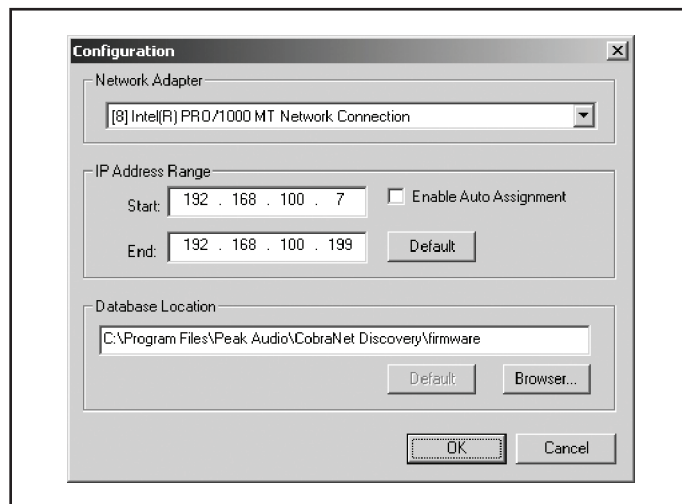 Configuration
Network Adapter
[8] Intel(R) PRO/1000 MT Network Connection
IP Address Range
Start: 192 . 168 . 100 . 7
Enable Auto Assignment
End: 192 . 168 . 100 . 199
Default
Database Location
C:\Program Files\Peak Audio\CobraNet Discovery\firmware
Default
Browser...
OK
Cancel